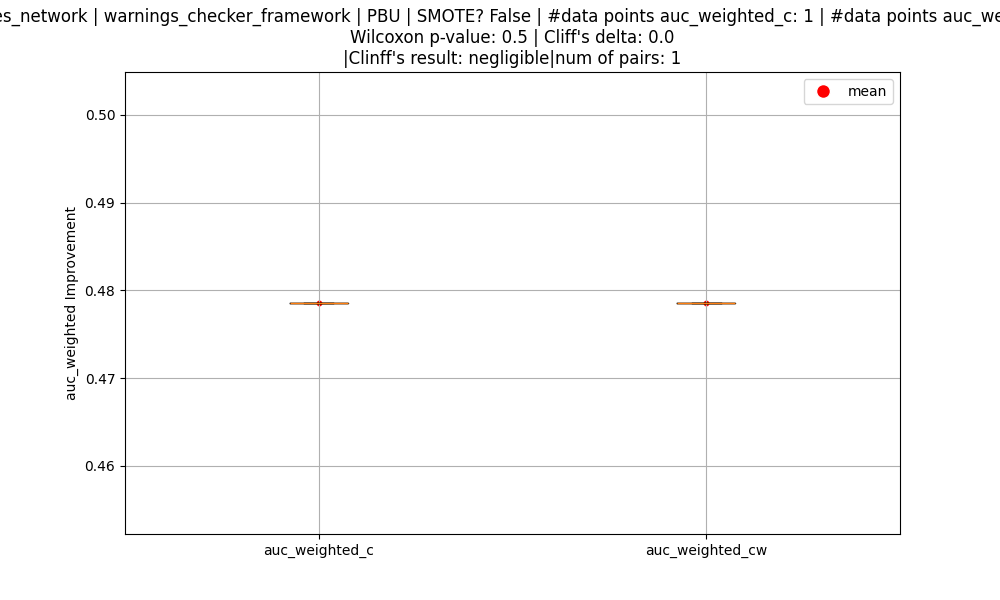 es_network | warnings_checker_framework | PBU | SMOTE? False | #data points auc_weighted_c: 1 | #data points auc_we
Wilcoxon p-value: 0.5 | Cliff's delta: 0.0
|Clinff's result: negligible|num of pairs: 1
mean
0.50
0.49
0.48
0.47
0.46
auc_weighted Improvement
auc_weighted_c
auc_weighted_cw